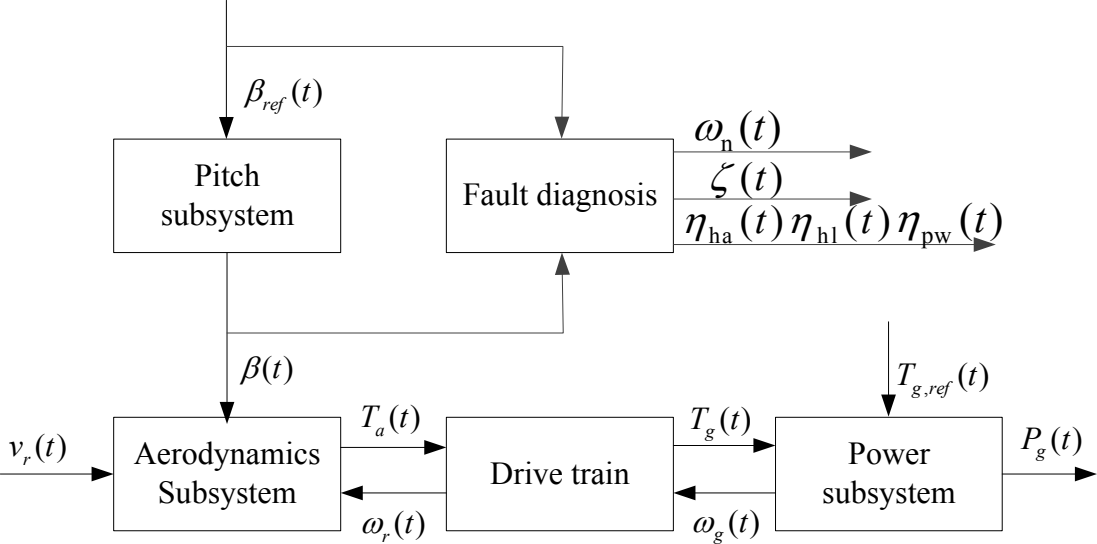 β_ref(t)
ω_n(t)
Pitch
subsystem
Fault diagnosis
ζ(t)
η_ha(t) η_hl(t) η_pw(t)
β(t)
T_g,ref(t)
v_r(t)
Aerodynamics
Subsystem
T_a(t)
Drive train
T_g(t)
Power
subsystem
P_g(t)
ω_r(t)
ω_g(t)